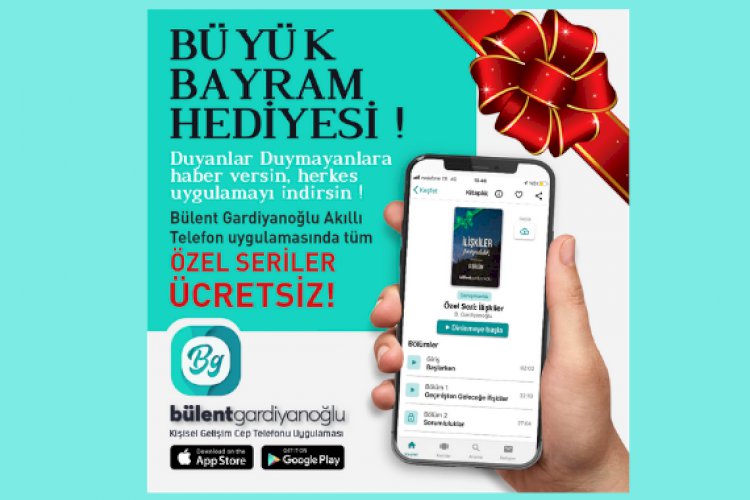 BÜYÜK
BAYRAM
HEDİYESİ !
Duyanlar Duymayanlara
haber versin, herkes
uygulamayı indirsin !
Bülent Gardiyanoğlu Akıllı
Telefon uygulamasında tüm
ÖZEL SERİLER
ÜCRETSİZ!
Bg
bülentgardiyanoğlu
Kişisel Gelişim Cep Telefonu Uygulaması
Download on the
App Store
GET IT ON
Google Play
Keşfet
Kitaplık
İLİŞKİLER
Özel Seri: İlişkiler
B. Gardiyanoğlu
Dinlemeye başla
Bölümler
Giriş
Başlarken
02:02
Bölüm 1
Geçmişten Geleceğe İlişkiler
Bölüm 2
Sorumluluklar